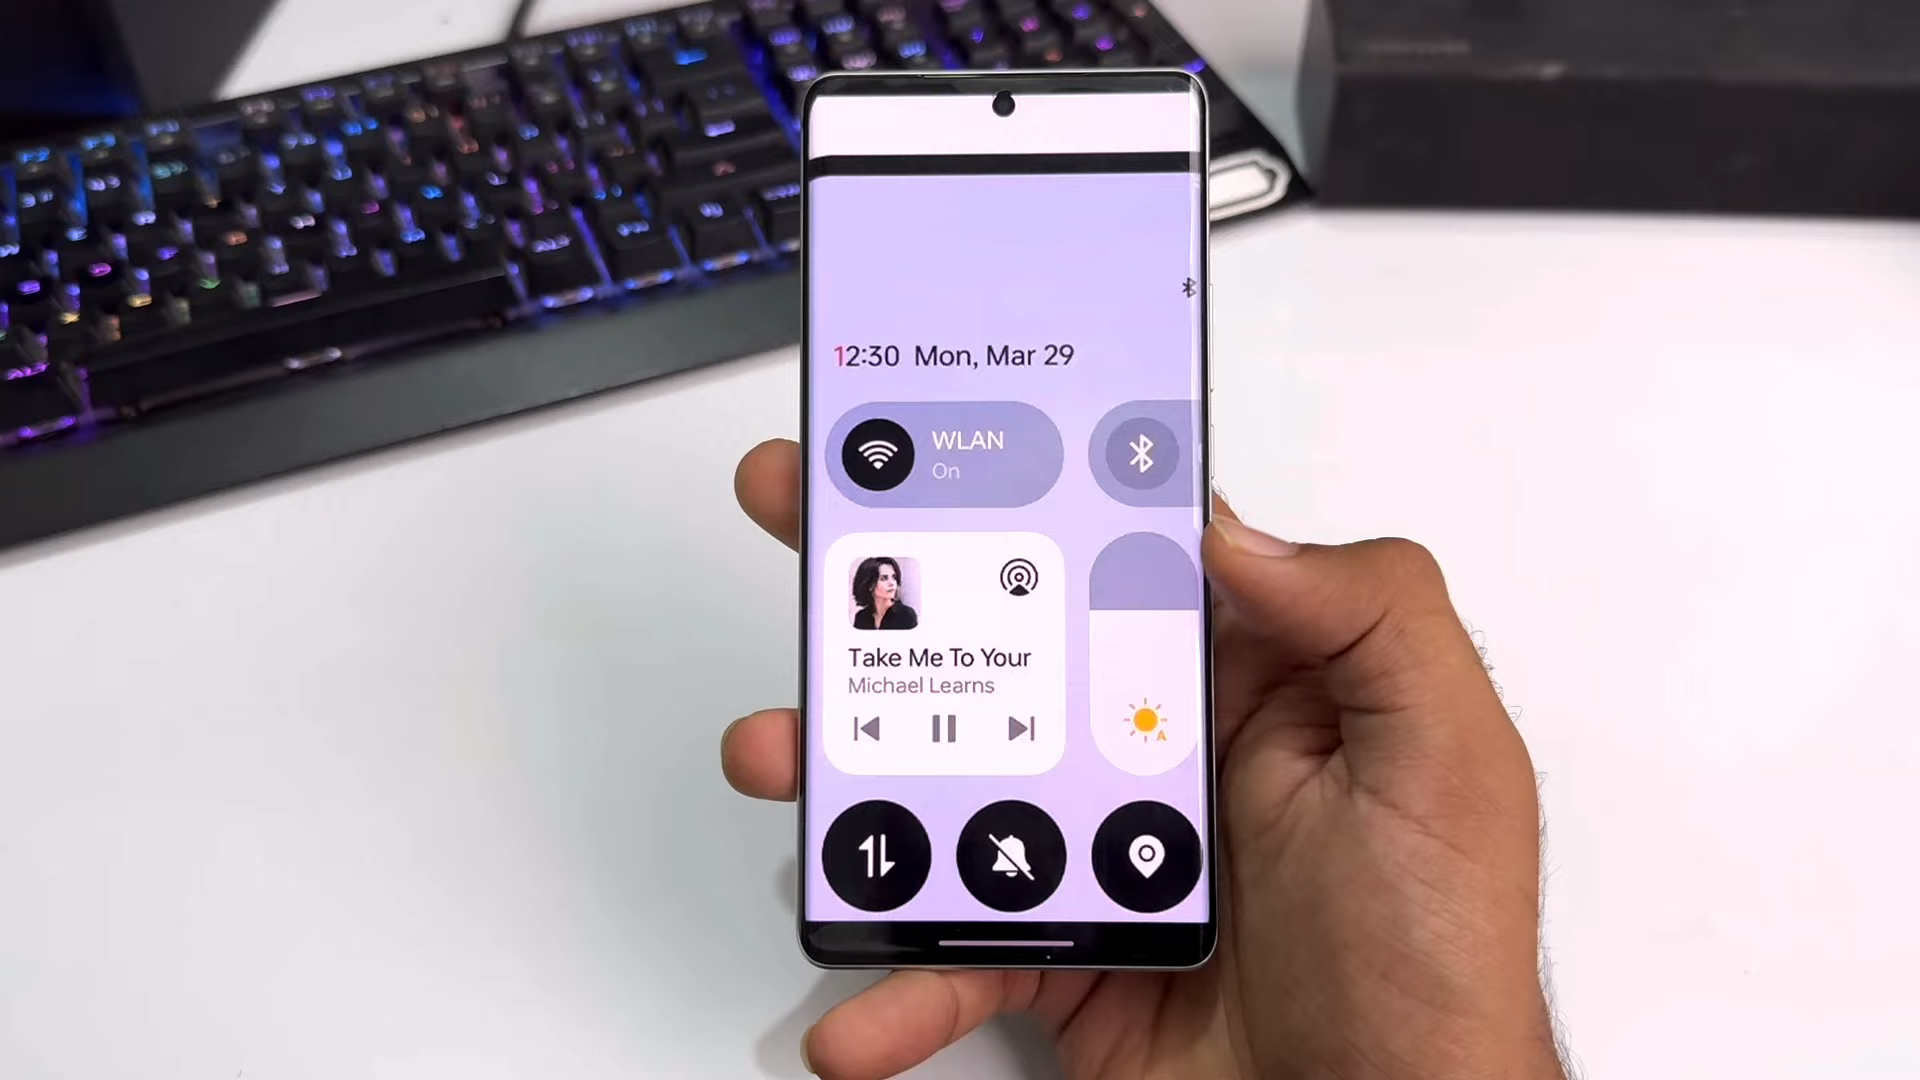 12:30 Mon, Mar 29
WLAN
On
Take Me To Your
Michael Learns
A